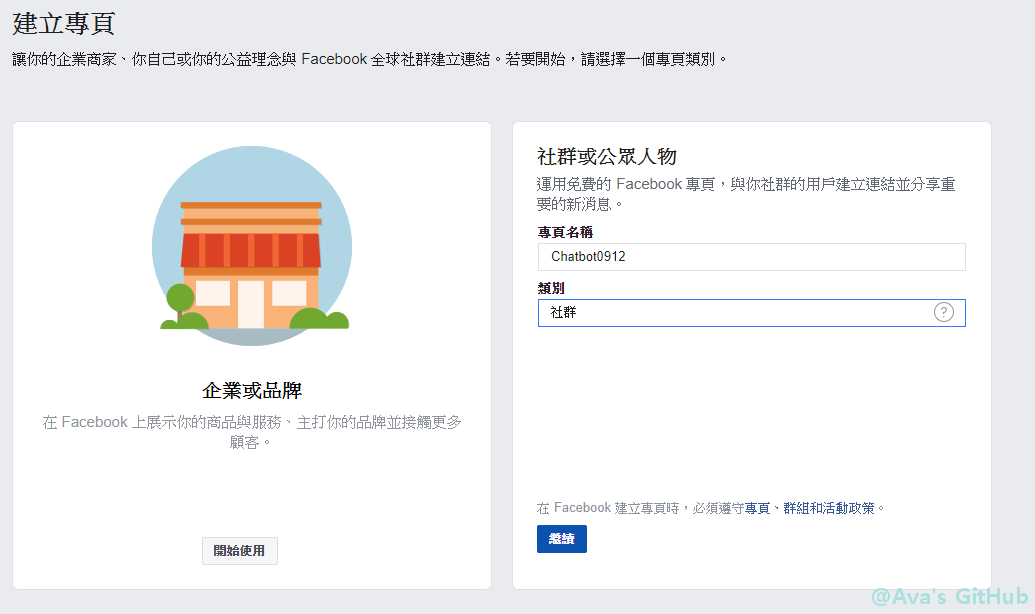 建立專頁
讓你的企業商家、你自己或你的公益理念與 Facebook 全球社群建立連結。若要開始，請選擇一個專頁類別。
企業或品牌
在 Facebook 上展示你的商品與服務、主打你的品牌並接觸更多
顧客。
開始使用
社群或公眾人物
運用免費的 Facebook 專頁，與你社群的用戶建立連結並分享重
要的新消息。
專頁名稱
Chatbot0912
類別
社群
?
在 Facebook 建立專頁時，必須遵守專頁、群組和活動政策。
繼續
@Ava's GitHub